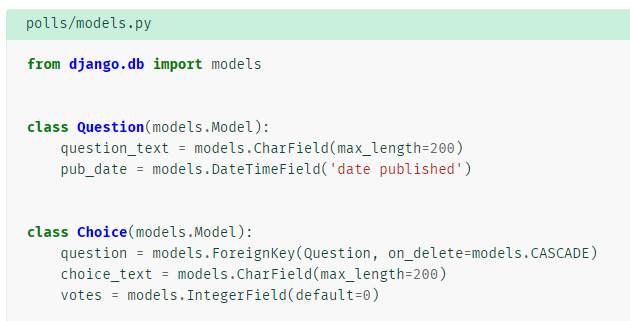 polls/models.py
from django.db import models
class Question(models.Model):
    question_text = models.CharField(max_length=200)
    pub_date = models.DateTimeField('date published')
class Choice(models.Model):
    question = models.ForeignKey(Question, on_delete=models.CASCADE)
    choice_text = models.CharField(max_length=200)
    votes = models.IntegerField(default=0)